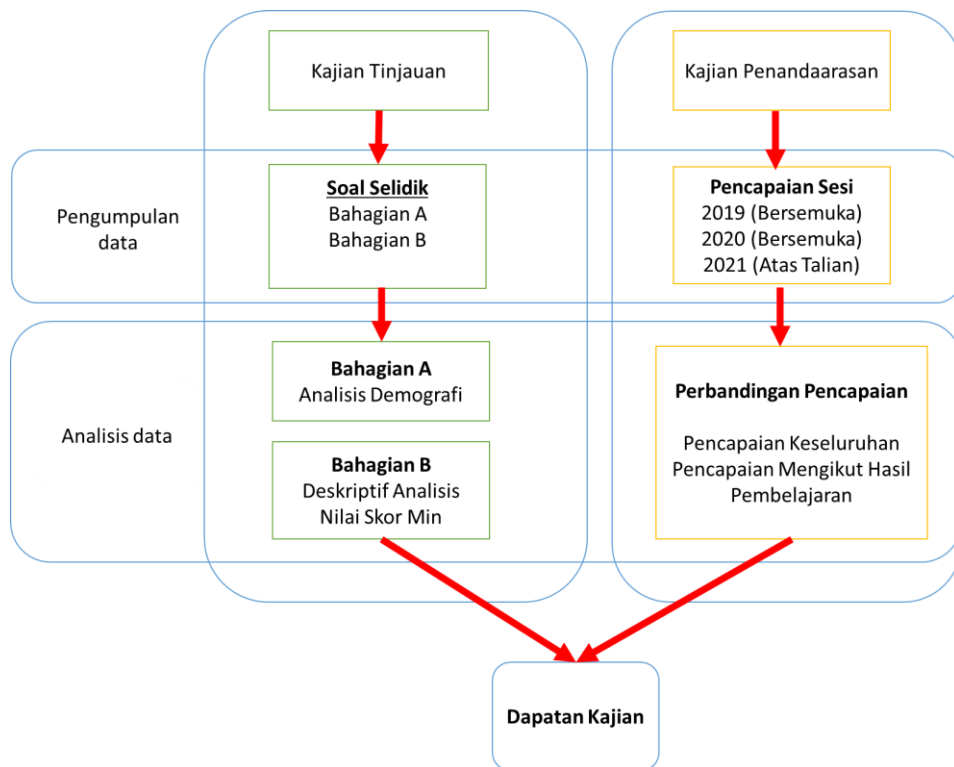 Kajian Tinjauan
Kajian Penandaarasan
Pengumpulan
data
Soal Selidik
Bahagian A
Bahagian B
Pencapaian Sesi
2019 (Bersemuka)
2020 (Bersemuka)
2021 (Atas Talian)
Analisis data
Bahagian A
Analisis Demografi
Bahagian B
Deskriptif Analisis
Nilai Skor Min
Perbandingan Pencapaian
Pencapaian Keseluruhan
Pencapaian Mengikut Hasil
Pembelajaran
Dapatan Kajian